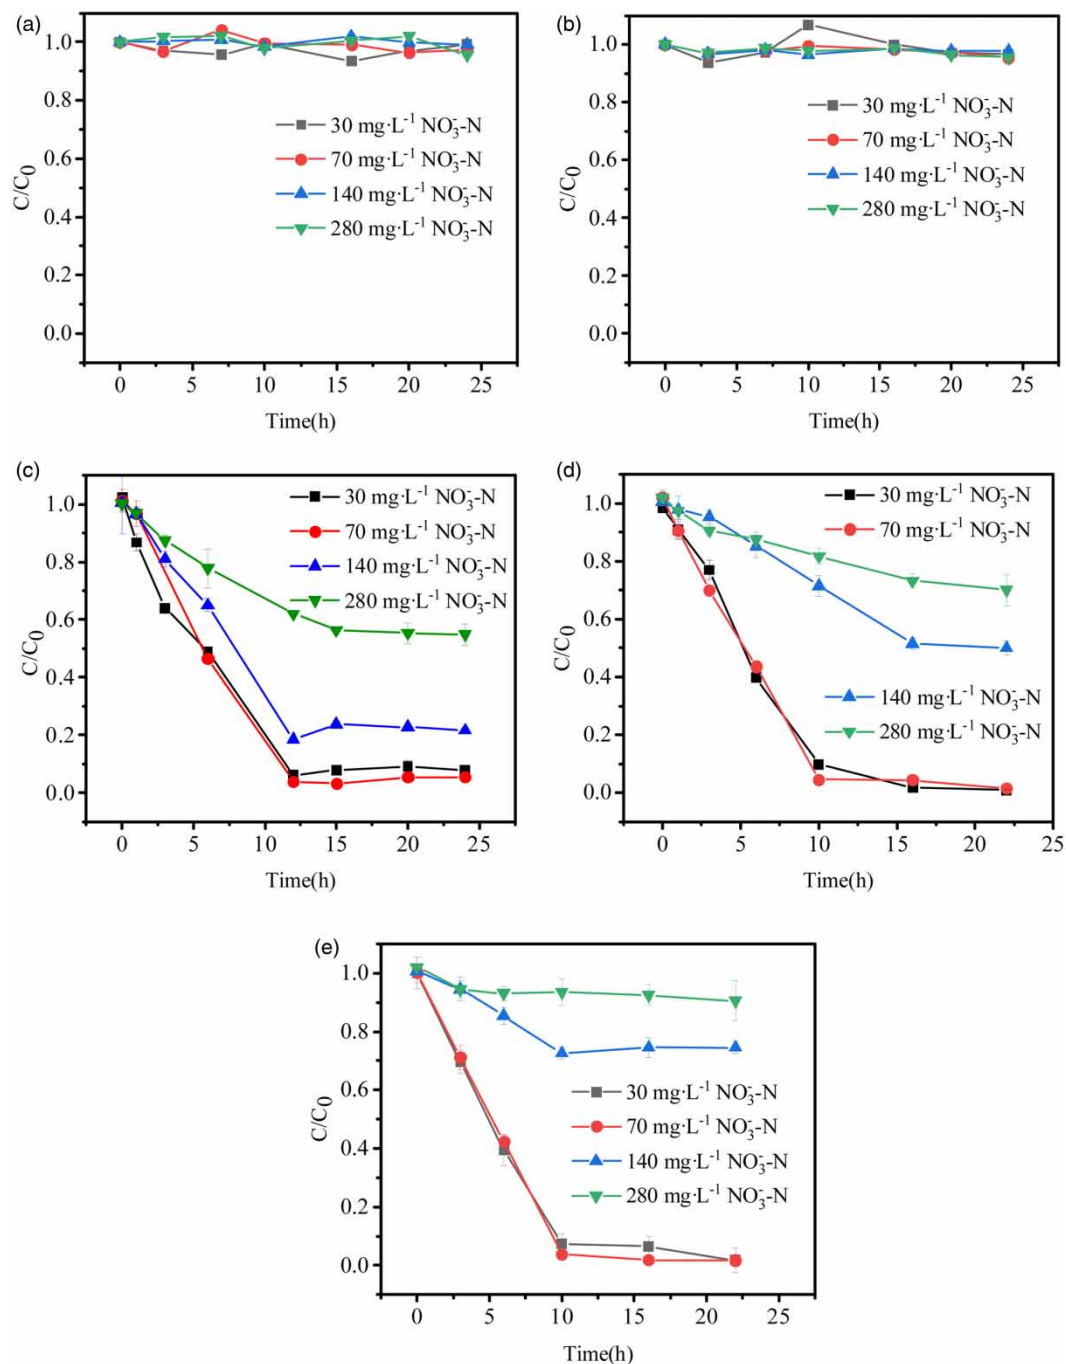 (a)
1.0
0.8
0.6
0.4
0.2
0.0
C/C₀
30 mg·L⁻¹ NO₃⁻-N
70 mg·L⁻¹ NO₃⁻-N
140 mg·L⁻¹ NO₃⁻-N
280 mg·L⁻¹ NO₃⁻-N
0 5 10 15 20 25
Time(h)
(b)
1.0
0.8
0.6
0.4
0.2
0.0
C/C₀
30 mg·L⁻¹ NO₃⁻-N
70 mg·L⁻¹ NO₃⁻-N
140 mg·L⁻¹ NO₃⁻-N
280 mg·L⁻¹ NO₃⁻-N
0 5 10 15 20 25
Time(h)
(c)
1.0
0.8
0.6
0.4
0.2
0.0
C/C₀
30 mg·L⁻¹ NO₃⁻-N
70 mg·L⁻¹ NO₃⁻-N
140 mg·L⁻¹ NO₃⁻-N
280 mg·L⁻¹ NO₃⁻-N
0 5 10 15 20 25
Time(h)
(d)
1.0
0.8
0.6
0.4
0.2
0.0
C/C₀
30 mg·L⁻¹ NO₃⁻-N
70 mg·L⁻¹ NO₃⁻-N
140 mg·L⁻¹ NO₃⁻-N
280 mg·L⁻¹ NO₃⁻-N
0 5 10 15 20 25
Time(h)
(e)
1.0
0.8
0.6
0.4
0.2
0.0
C/C₀
30 mg·L⁻¹ NO₃⁻-N
70 mg·L⁻¹ NO₃⁻-N
140 mg·L⁻¹ NO₃⁻-N
280 mg·L⁻¹ NO₃⁻-N
0 5 10 15 20 25
Time(h)